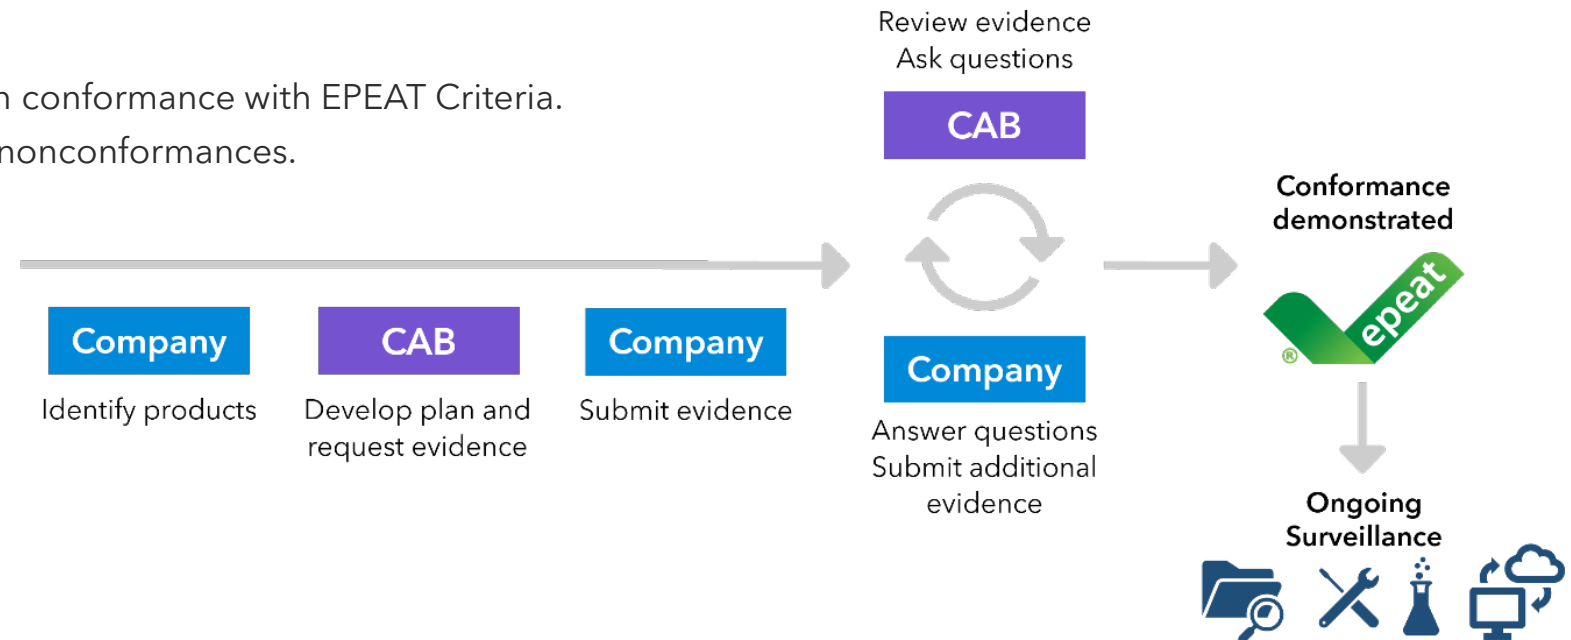 conformance with EPEAT Criteria.
nonconformances.
Company
Identify products
CAB
Develop plan and
request evidence
Company
Submit evidence
Review evidence
Ask questions
CAB
Company
Answer questions
Submit additional
evidence
Conformance
demonstrated
epeat
®
Ongoing
Surveillance